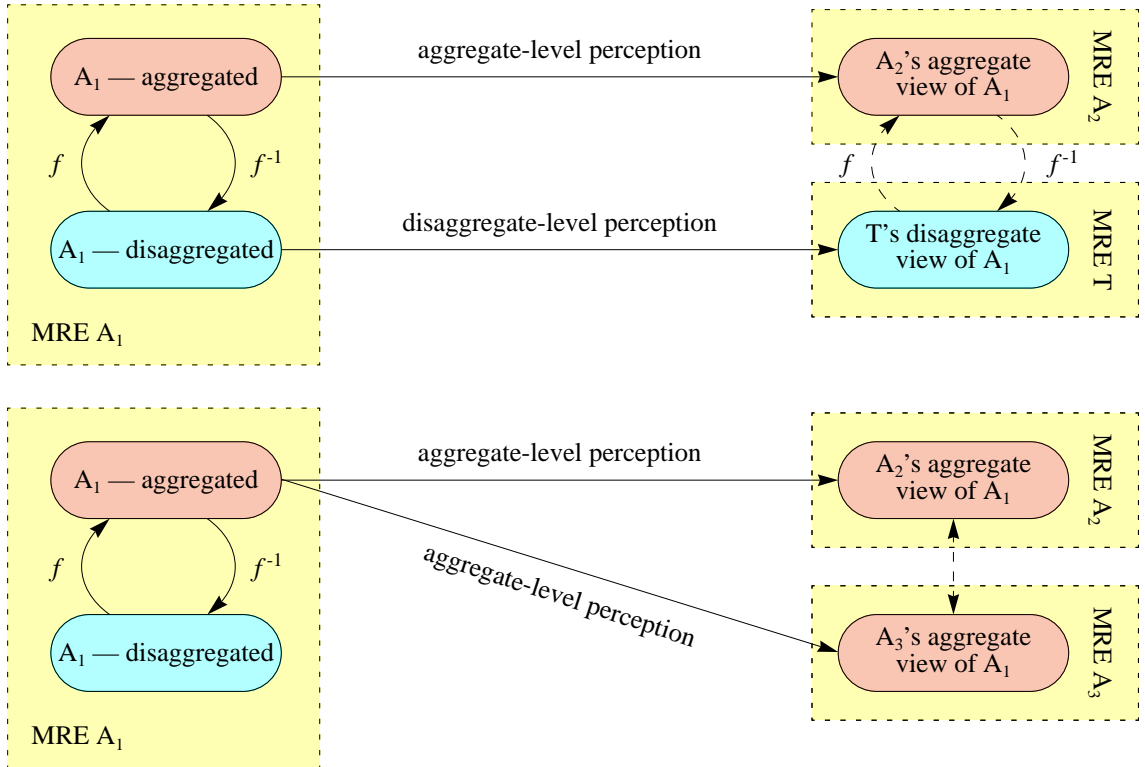 A₁ — aggregated
aggregate-level perception
A₂’s aggregate
view of A₁
MRE A₂
f
f⁻¹
f
f⁻¹
A₁ — disaggregated
disaggregate-level perception
T’s disaggregate
view of A₁
MRE T
MRE A₁
A₁ — aggregated
aggregate-level perception
A₂’s aggregate
view of A₁
MRE A₂
f
f⁻¹
aggregate-level perception
A₁ — disaggregated
A₃’s aggregate
view of A₁
MRE A₃
MRE A₁